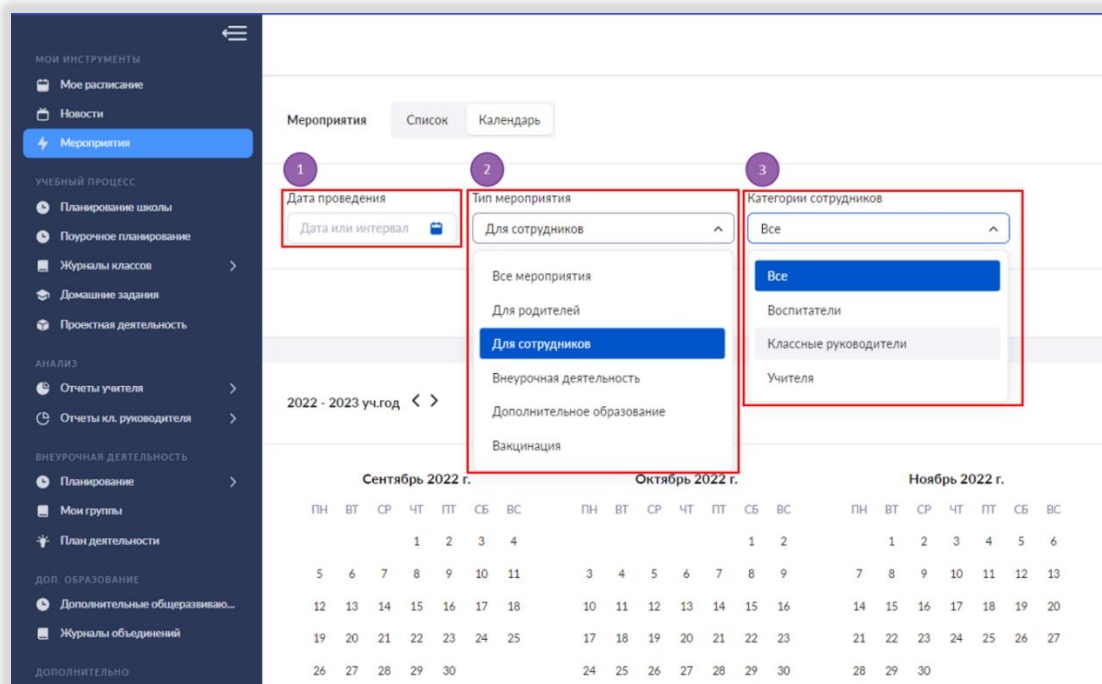 МОИ ИНСТРУМЕНТЫ
Мое расписание
Новости
Мероприятия
УЧЕБНЫЙ ПРОЦЕСС
Планирование школы
Поурочное планирование
Журналы классов
Домашние задания
Проектная деятельность
АНАЛИЗ
Отчеты учителя
Отчеты кл. руководителя
ВНЕУРОЧНАЯ ДЕЯТЕЛЬНОСТЬ
Планирование
Мои группы
План деятельности
ДОП. ОБРАЗОВАНИЕ
Дополнительные общеразвиваю...
Журналы объединений
ДОПОЛНИТЕЛЬНО
Мероприятия Список Календарь
1 2 3
Дата проведения Тип мероприятия Категории сотрудников
Дата или интервал Для сотрудников Все
Все мероприятия
Для родителей
Для сотрудников
Внеурочная деятельность
Дополнительное образование
Вакцинация
Все
Воспитатели
Классные руководители
Учителя
2022 - 2023 уч.год
Сентябрь 2022 г.
ПН ВТ СР ЧТ ПТ СБ ВС
1 2 3 4
5 6 7 8 9 10 11
12 13 14 15 16 17 18
19 20 21 22 23 24 25
26 27 28 29 30
Октябрь 2022 г.
ПН ВТ СР ЧТ ПТ СБ ВС
1 2
3 4 5 6 7 8 9
10 11 12 13 14 15 16
17 18 19 20 21 22 23
24 25 26 27 28 29 30
Ноябрь 2022 г.
ПН ВТ СР ЧТ ПТ СБ ВС
1 2 3 4 5 6
7 8 9 10 11 12 13
14 15 16 17 18 19 20
21 22 23 24 25 26 27
28 29 30